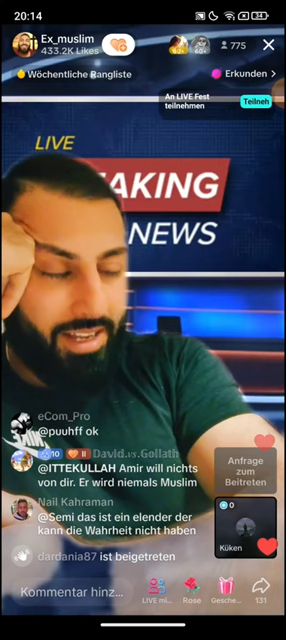 20:14
34
Ex_muslim
433.2K Likes
775
Wöchentliche Rangliste
Erkunden >
An LIVE Fest
teilnehmen
Teilneh
LIVE
AKING
NEWS
eCom_Pro
@puuhff ok
10
II
David.vs.Goliath
@ITTEKULLAH Amir will nichts
von dir. Er wird niemals Muslim
Anfrage
zum
Beitreten
Nail Kahraman
@Semi das ist ein elender der
kann die Wahrheit nicht haben
0
Küken
dardania87 ist beigetreten
Kommentar hinz...
LIVE mi...
Rose
Gesche...
131